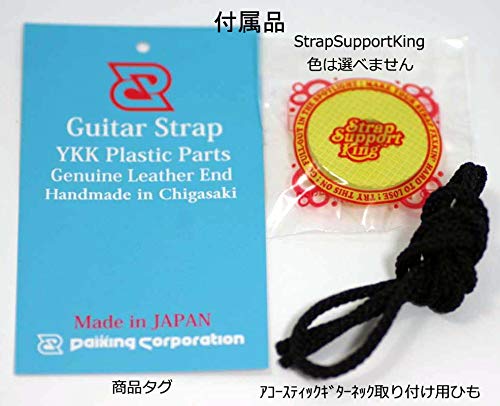 付属品
StrapSupportKing
色は選べません
Guitar Strap
YKK Plastic Parts
Genuine Leather End
Handmade in Chigasaki
Made in JAPAN
paiking corporation
商品タグ
Strap
Support
King
ｱｺｰｽﾃｨｯｸｷﾞﾀｰﾈｯｸ取り付け用ひも